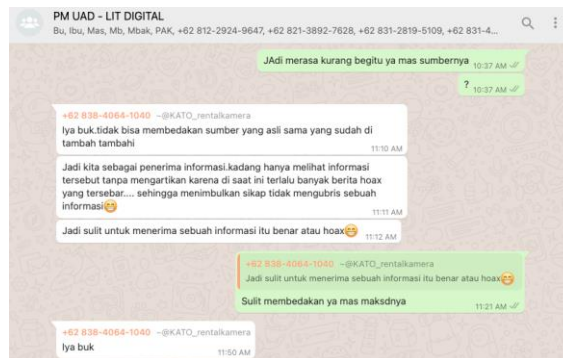 PM UAD - LIT DIGITAL
Bu, Ibu, Mas, Mb, Mbak, PAK, +62 812-2924-9647, +62 821-3892-7628, +62 831-2819-5109, +62 831-4...
JAdi merasa kurang begitu ya mas sumbernya 10:37 AM
? 10:37 AM
+62 838-4064-1040 ~@KATO_rentalkamera
Iya buk.tidak bisa membedakan sumber yang asli sama yang sudah di
tambah tambahi
11:10 AM
Jadi kita sebagai penerima informasi.kadang hanya melihat informasi
tersebut tanpa mengartikan karena di saat ini terlalu banyak berita hoax
yang tersebar.... sehingga menimbulkan sikap tidak mengubris sebuah
informasi😁
11:11 AM
Jadi sulit untuk menerima sebuah informasi itu benar atau hoax😁 11:12 AM
+62 838-4064-1040 ~@KATO_rentalkamera
Jadi sulit untuk menerima sebuah informasi itu benar atau hoax😁
Sulit membedakan ya mas maksdnya
11:21 AM
+62 838-4064-1040 ~@KATO_rentalkamera
Iya buk
11:50 AM